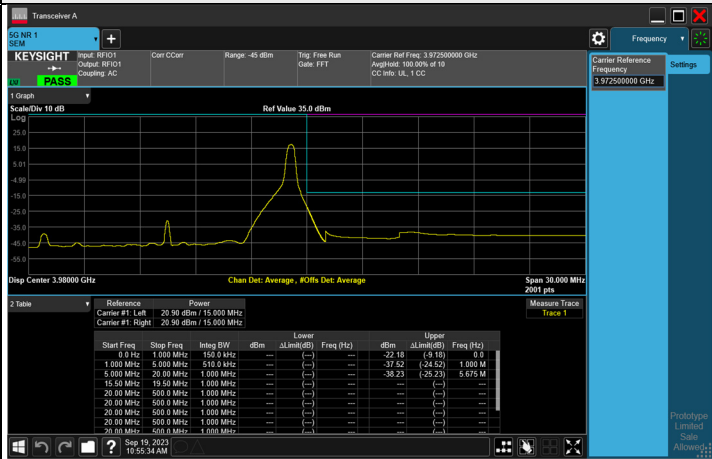 Transceiver A
5G NR 1
SEM
Frequency
KEYSIGHT
PASS
Input: RFIO1
Output: RFIO1
Coupling: AC
Corr CCorr
Range: -45 dBm
Trig: Free Run
Gate: FFT
Carrier Ref Freq: 3.972500000 GHz
Avg|Hold: 100.00% of 10
CC Info: UL, 1 CC
Carrier Reference
Frequency
3.972500000 GHz
Settings
1 Graph
Scale/Div 10 dB
Ref Value 35.0 dBm
Log
25.0
15.0
5.01
-4.99
-15.0
-25.0
-35.0
-45.0
-55.0
Disp Center 3.98000 GHz
Chan Det: Average , #Offs Det: Average
Span 30.000 MHz
2001 pts
2 Table
Reference Power
Carrier #1: Left 20.90 dBm / 15.000 MHz
Carrier #1: Right 20.90 dBm / 15.000 MHz
Measure Trace
Trace 1
Lower Upper
Start Freq Stop Freq Integ BW dBm ΔLimit(dB) Freq (Hz) dBm ΔLimit(dB) Freq (Hz)
0.0 Hz 1.000 MHz 150.0 kHz --- (---) --- -22.18 (-9.18) 0.0
1.000 MHz 5.000 MHz 510.0 kHz --- (---) --- -37.52 (-24.52) 1.000 M
5.000 MHz 20.00 MHz 1.000 MHz --- (---) --- -38.23 (-25.23) 5.675 M
15.50 MHz 19.50 MHz 1.000 MHz --- (---) --- --- (---) ---
20.00 MHz 500.0 MHz 1.000 MHz --- (---) --- --- (---) ---
20.00 MHz 500.0 MHz 1.000 MHz --- (---) --- --- (---) ---
20.00 MHz 500.0 MHz 1.000 MHz --- (---) --- --- (---) ---
20.00 MHz 500.0 MHz 1.000 MHz --- (---) --- --- (---) ---
20.00 MHz 500.0 MHz 1.000 MHz --- (---) --- --- (---) ---
Sep 19, 2023
10:55:34 AM
Prototype
Limited
Sale
Allowed